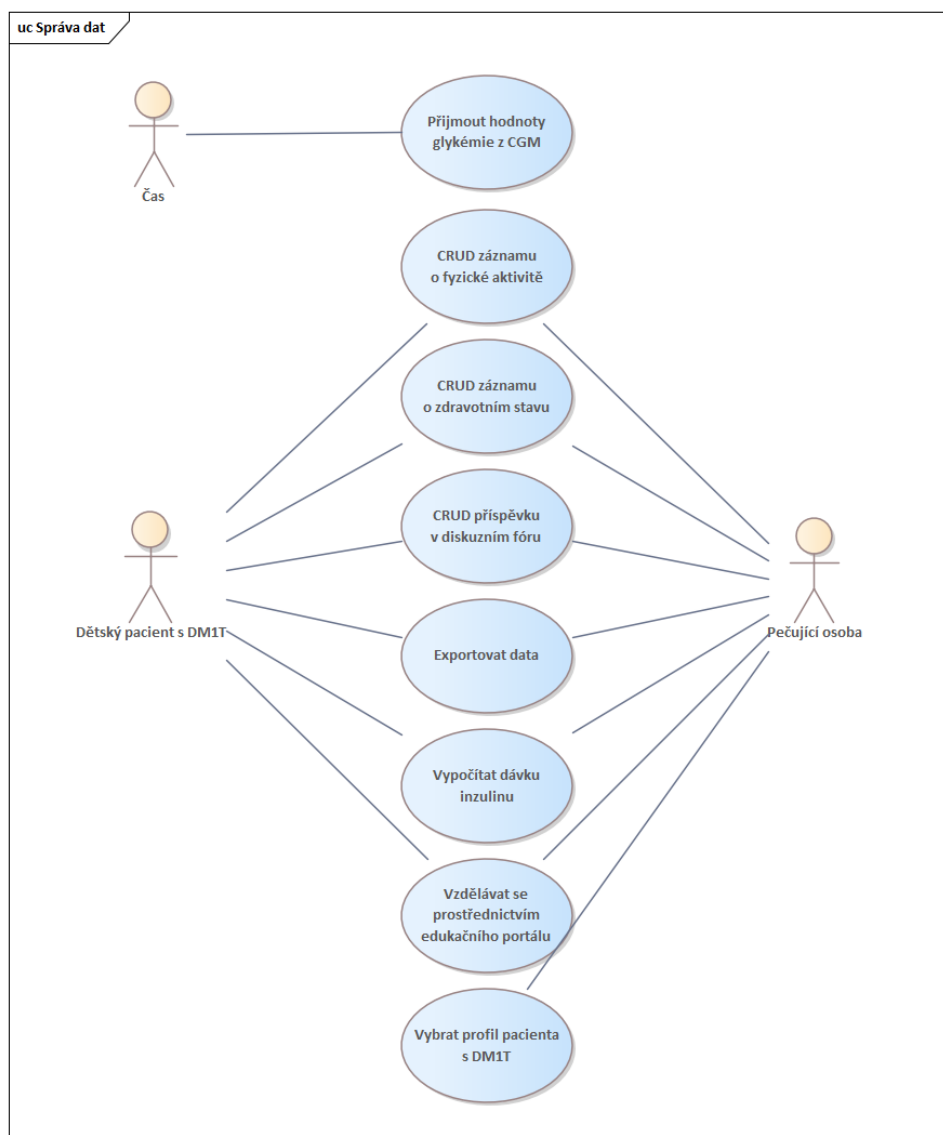 uc Správa dat
Přijmout hodnoty
glykémie z CGM
Čas
CRUD záznamu
o fyzické aktivitě
CRUD záznamu
o zdravotním stavu
CRUD příspěvku
v diskuzním fóru
Dětský pacient s DM1T
Pečující osoba
Exportovat data
Vypočítat dávku
inzulinu
Vzdělávat se
prostřednictvím
edukačního portálu
Vybrat profil pacienta
s DM1T